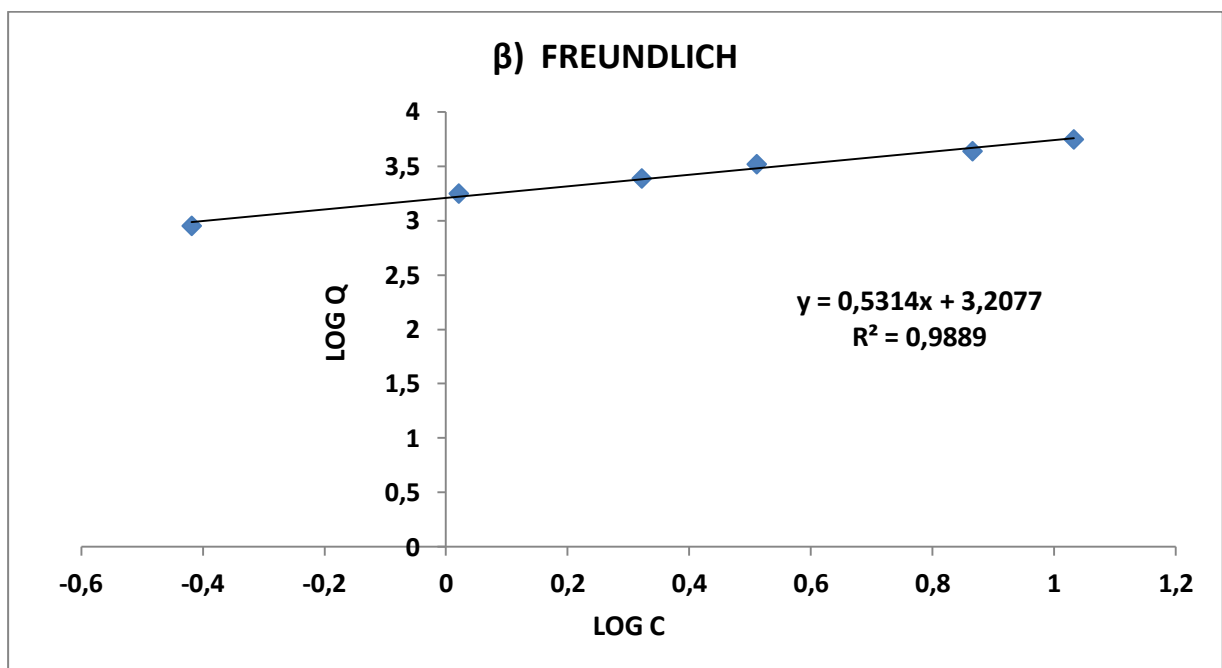 β) FREUNDLICH
4
3,5
3
2,5
2
1,5
1
0,5
0
LOG Q
y = 0,5314x + 3,2077
R² = 0,9889
-0,6 -0,4 -0,2 0 0,2 0,4 0,6 0,8 1 1,2
LOG C